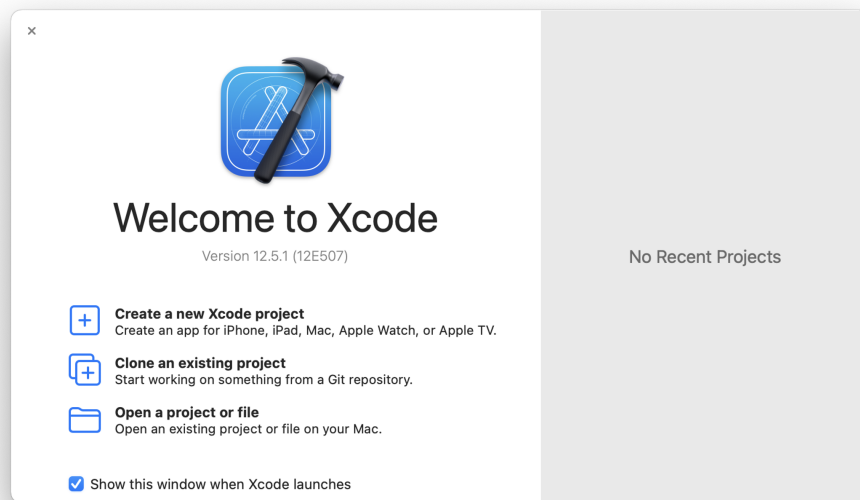 Welcome to Xcode
Version 12.5.1 (12E507)
No Recent Projects
Create a new Xcode project
Create an app for iPhone, iPad, Mac, Apple Watch, or Apple TV.
Clone an existing project
Start working on something from a Git repository.
Open a project or file
Open an existing project or file on your Mac.
Show this window when Xcode launches